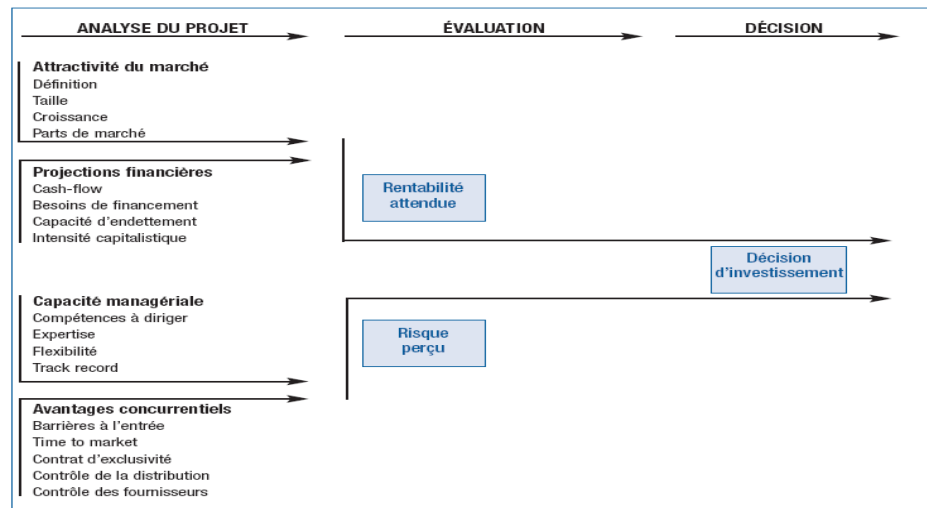 ANALYSE DU PROJET
ÉVALUATION
DÉCISION
Attractivité du marché
Définition
Taille
Croissance
Parts de marché
Projections financières
Cash-flow
Besoins de financement
Capacité d'endettement
Intensité capitalistique
Rentabilité
attendue
Décision
d'investissement
Capacité managériale
Compétences à diriger
Expertise
Flexibilité
Track record
Risque
perçu
Avantages concurrentiels
Barrières à l'entrée
Time to market
Contrat d'exclusivité
Contrôle de la distribution
Contrôle des fournisseurs